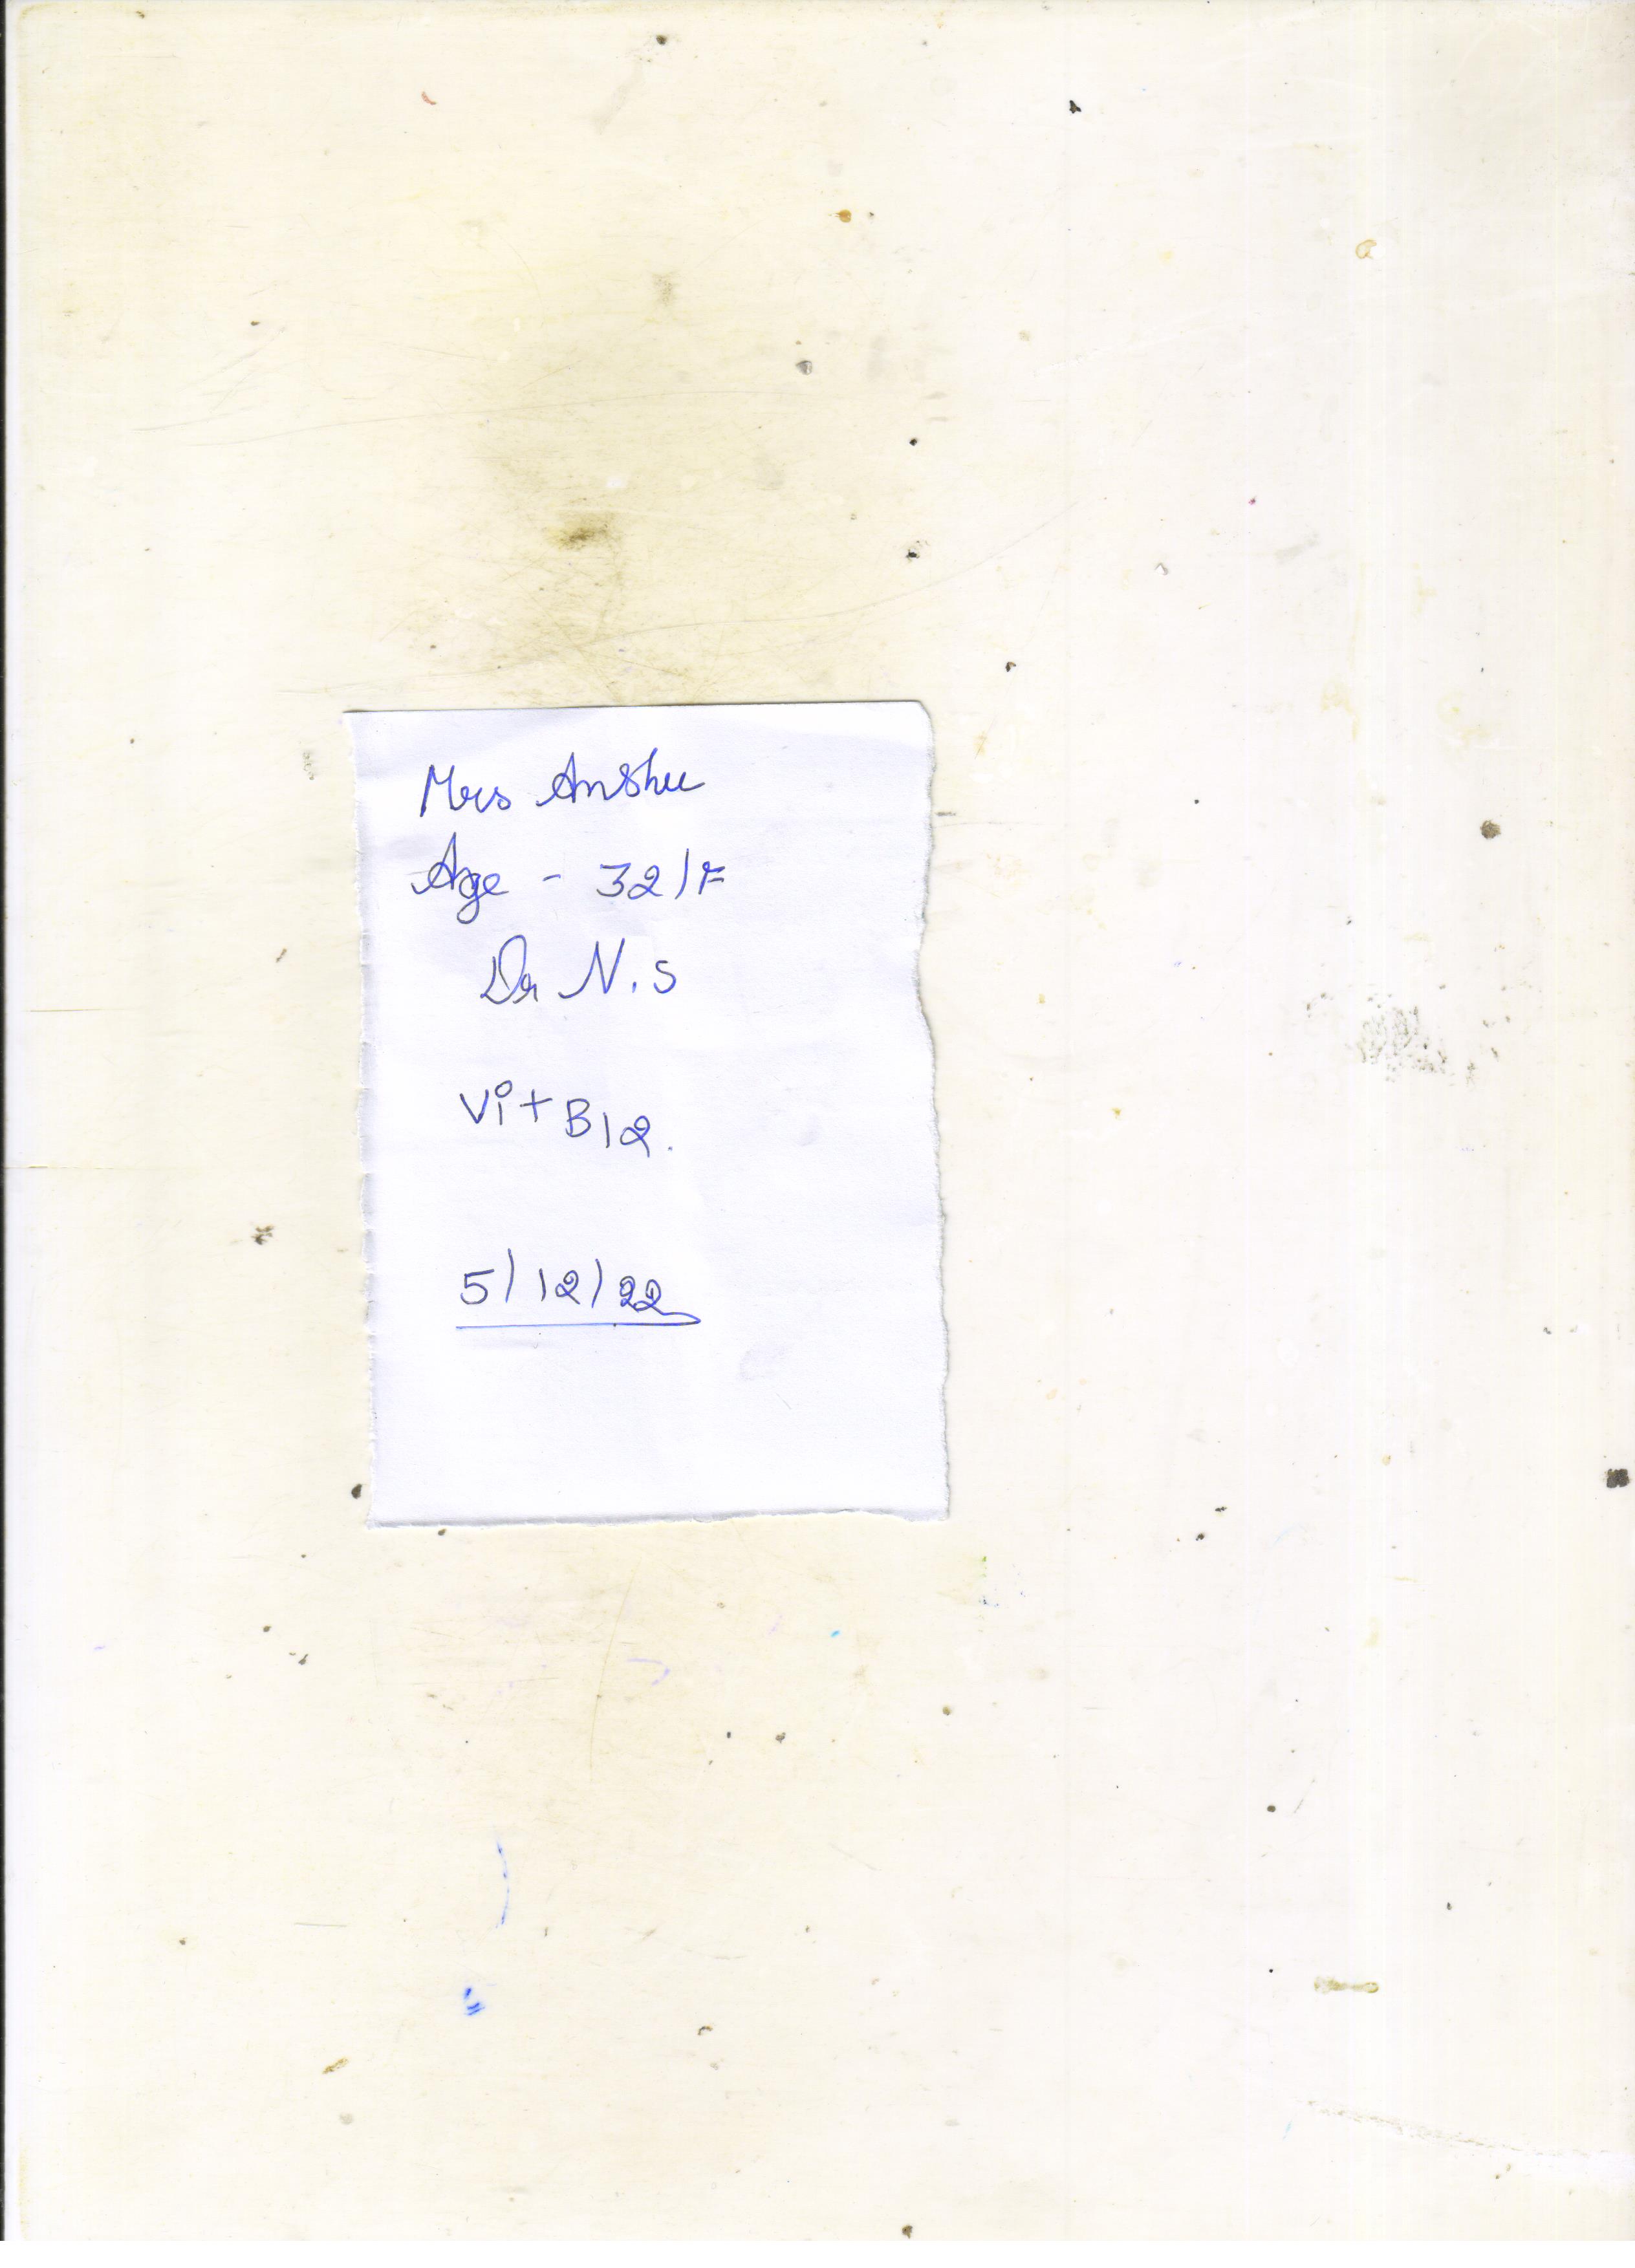 Mrs Anshu
Age - 32/F
Dr N.S
Vit B12.
5/12/22